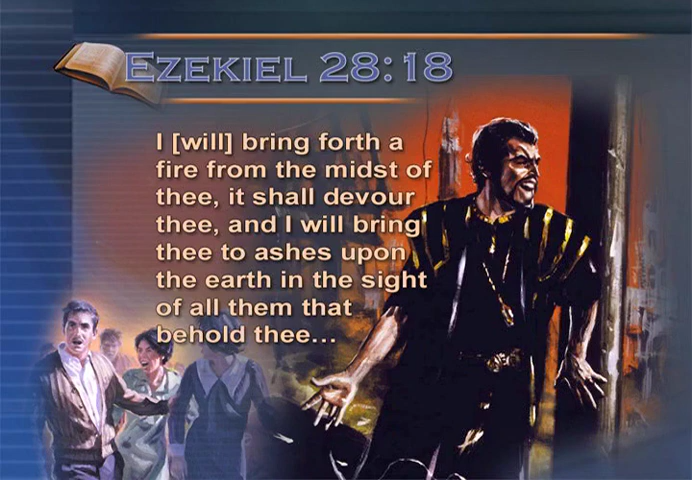 EZEKIEL 28:18
I [will] bring forth a
fire from the midst of
thee, it shall devour
thee, and I will bring
thee to ashes upon
the earth in the sight
of all them that
behold thee...